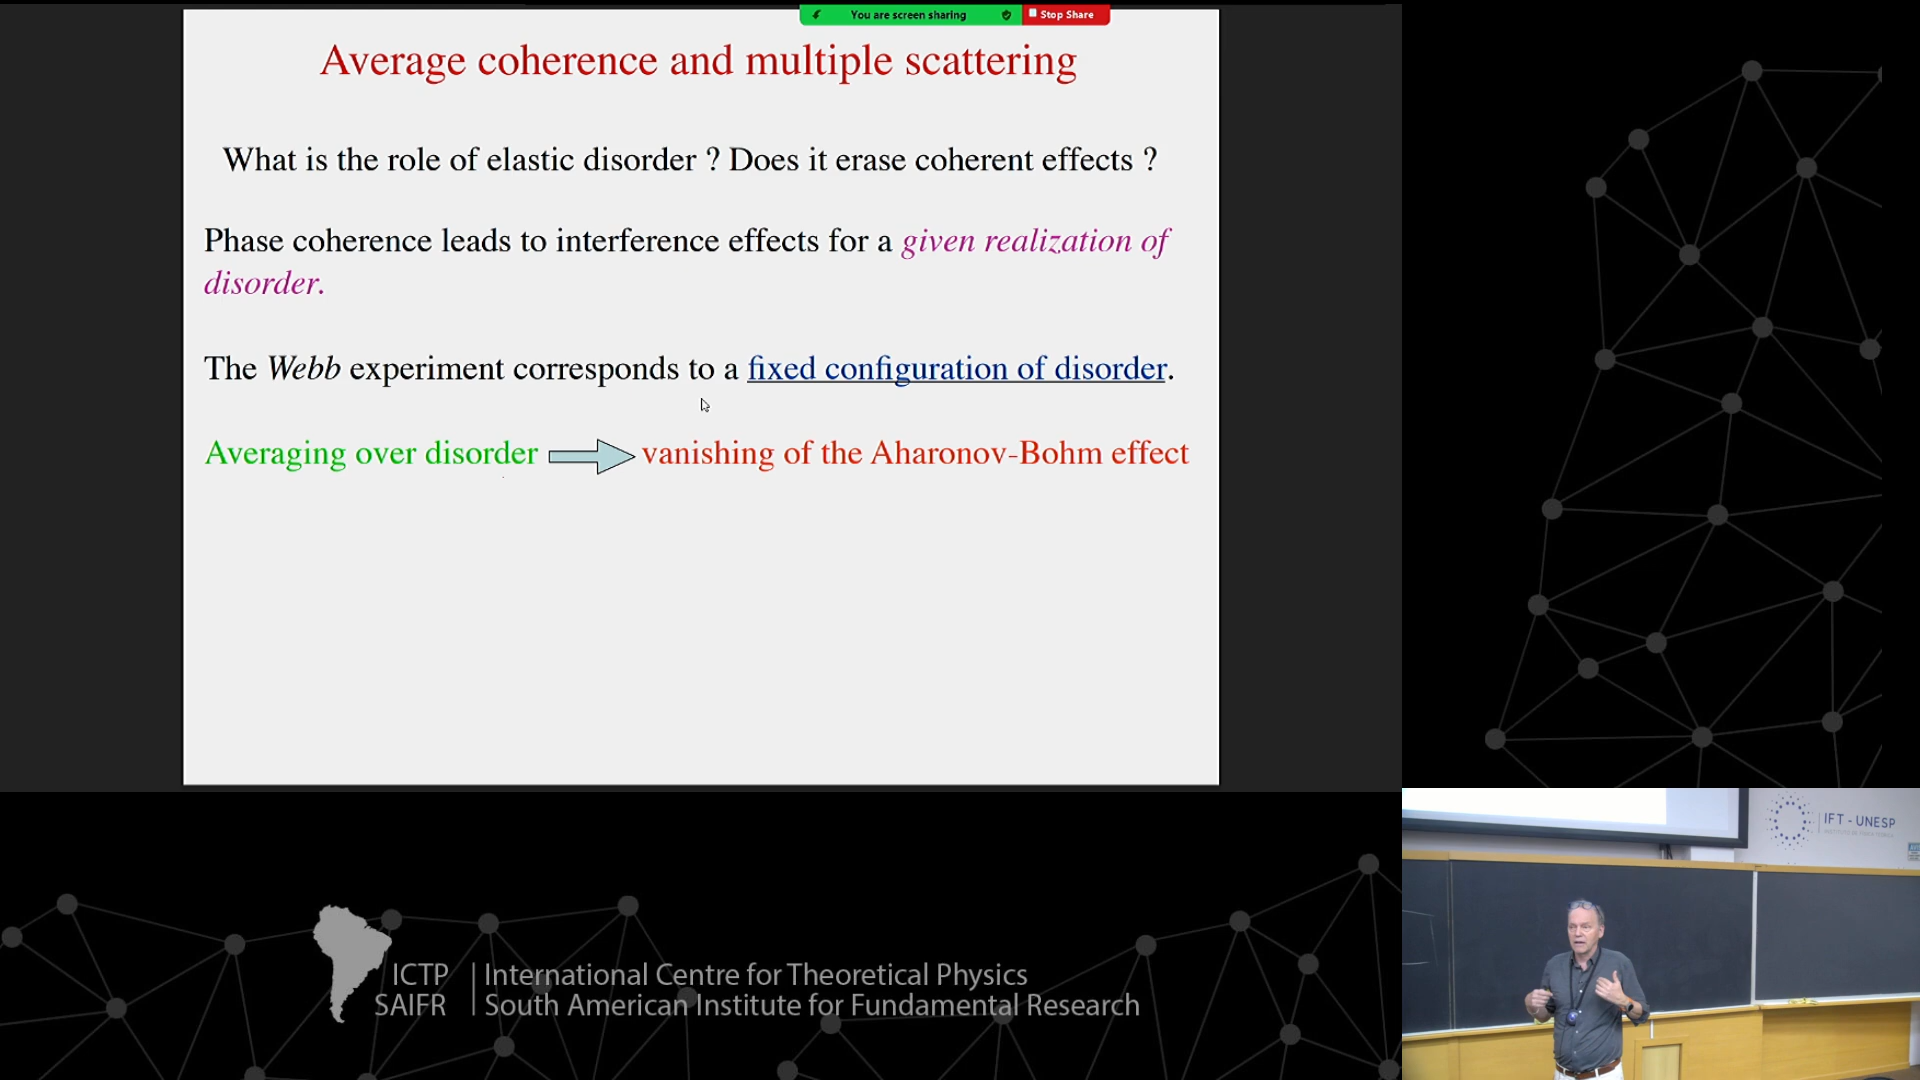 You are screen sharing
Stop Share
Average coherence and multiple scattering
What is the role of elastic disorder ? Does it erase coherent effects ?
Phase coherence leads to interference effects for a given realization of
disorder.
The Webb experiment corresponds to a fixed configuration of disorder.
Averaging over disorder vanishing of the Aharonov-Bohm effect
IFT - UNESP
ICTP International Centre for Theoretical Physics
SAIFR South American Institute for Fundamental Research